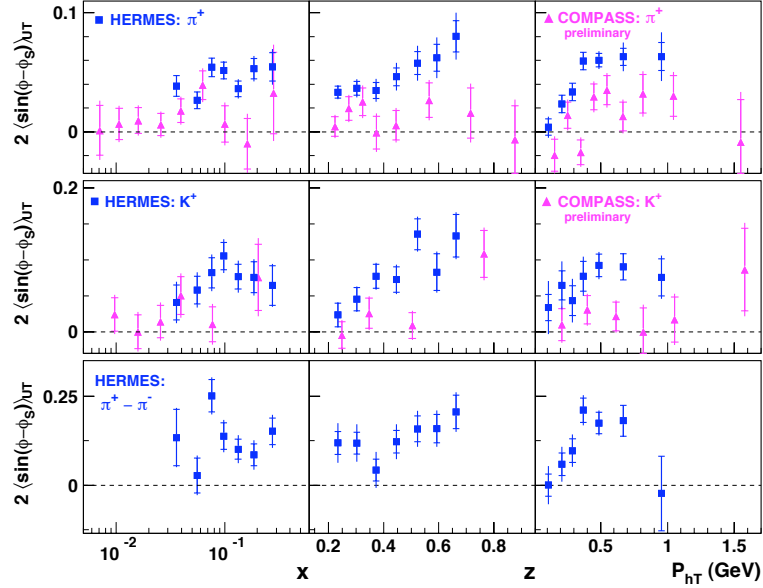 2 ⟨sin(ϕ−ϕS)⟩UT
0.1
0
HERMES: π+
COMPASS: π+
preliminary
2 ⟨sin(ϕ−ϕS)⟩UT
0.2
0.1
0
HERMES: K+
COMPASS: K+
preliminary
2 ⟨sin(ϕ−ϕS)⟩UT
0.25
0
HERMES:
π+ − π-
10-2 10-1 0.2 0.4 0.6 0.8 0.5 1 1.5
x z PhT (GeV)